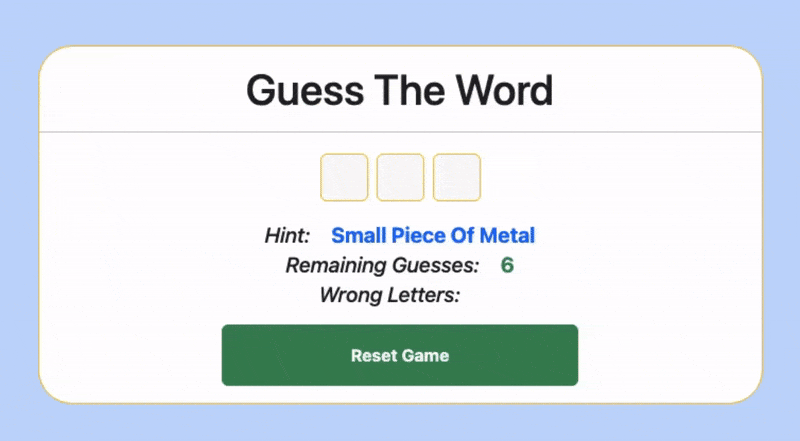 Guess The Word
Hint: Small Piece Of Metal
Remaining Guesses: 6
Wrong Letters:
Reset Game